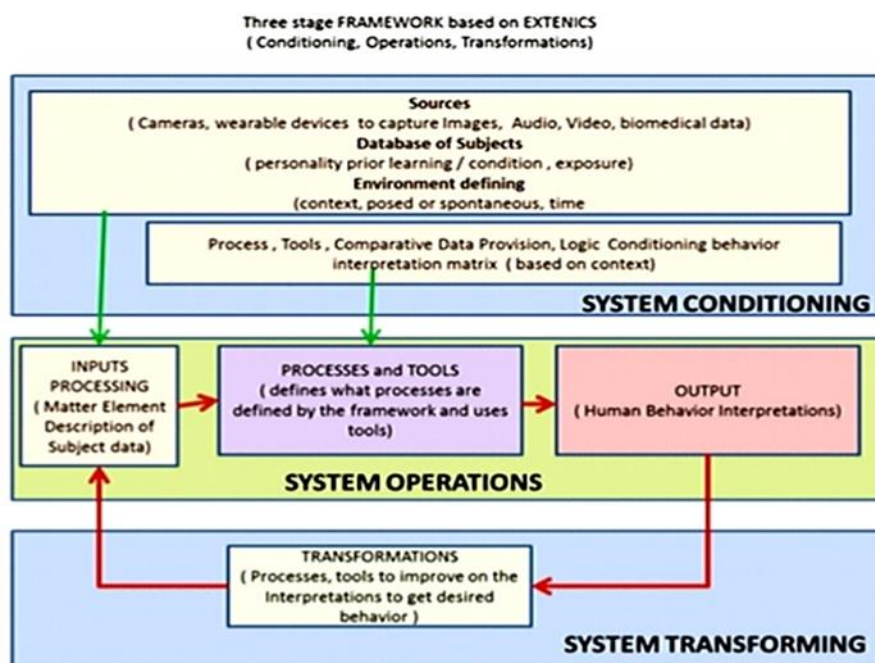 Three stage FRAMEWORK based on EXTENICS
( Conditioning, Operations, Transformations)
Sources
( Cameras, wearable devices to capture Images, Audio, Video, biomedical data)
Database of Subjects
( personality prior learning / condition , exposure)
Environment defining
(context, posed or spontaneous, time
Process , Tools , Comparative Data Provision, Logic Conditioning behavior
interpretation matrix ( based on context)
SYSTEM CONDITIONING
INPUTS
PROCESSING
( Matter Element
Description of
Subject data)
PROCESSES and TOOLS
( defines what processes are
defined by the framework and uses
tools)
OUTPUT
( Human Behavior Interpretations)
SYSTEM OPERATIONS
TRANSFORMATIONS
( Processes, tools to improve on the
Interpretations to get desired
behavior )
SYSTEM TRANSFORMING